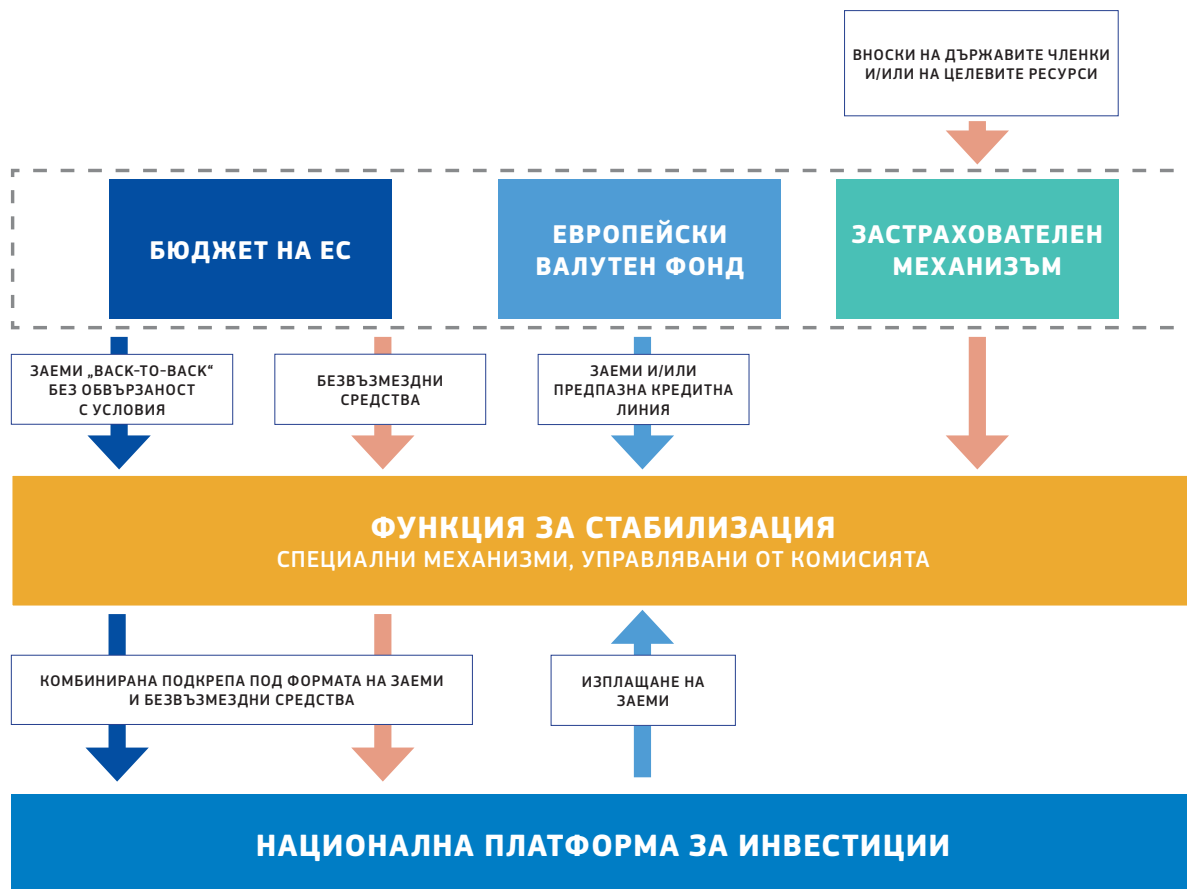 ВНОСКИ НА ДЪРЖАВИТЕ ЧЛЕНКИ
И/ИЛИ НА ЦЕЛЕВИТЕ РЕСУРСИ
БЮДЖЕТ НА ЕС
ЕВРОПЕЙСКИ
ВАЛУТЕН ФОНД
ЗАСТРАХОВАТЕЛЕН
МЕХАНИЗЪМ
ЗАЕМИ „BACK-TO-BACK“
БЕЗ ОБВЪРЗАНОСТ
С УСЛОВИЯ
БЕЗВЪЗМЕЗДНИ
СРЕДСТВА
ЗАЕМИ И/ИЛИ
ПРЕДПАЗНА КРЕДИТНА
ЛИНИЯ
ФУНКЦИЯ ЗА СТАБИЛИЗАЦИЯ
СПЕЦИАЛНИ МЕХАНИЗМИ, УПРАВЛЯВАНИ ОТ КОМИСИЯТА
КОМБИНИРАНА ПОДКРЕПА ПОД ФОРМАТА НА ЗАЕМИ
И БЕЗВЪЗМЕЗДНИ СРЕДСТВА
ИЗПЛАЩАНЕ НА
ЗАЕМИ
НАЦИОНАЛНА ПЛАТФОРМА ЗА ИНВЕСТИЦИИ